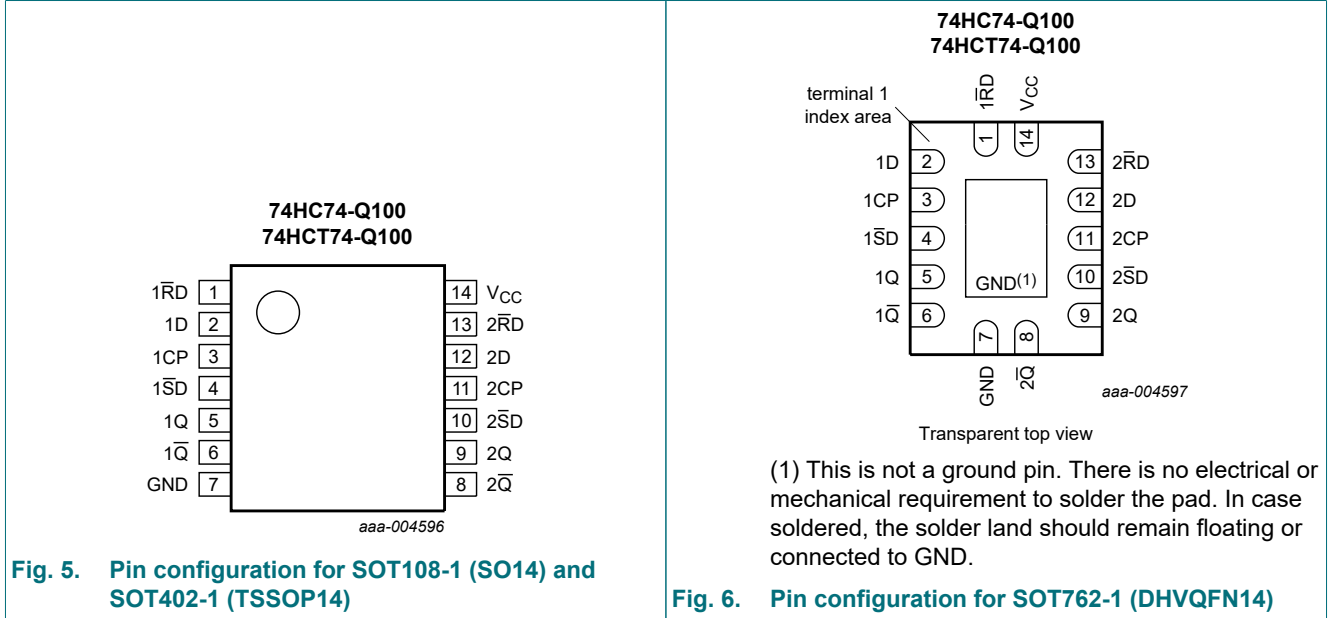 74HC74-Q100
74HCT74-Q100
1R̅D 1
1D 2
1CP 3
1S̅D 4
1Q 5
1Q̅ 6
GND 7
14 VCC
13 2R̅D
12 2D
11 2CP
10 2S̅D
9 2Q
8 2Q̅
aaa-004596
Fig. 5. Pin configuration for SOT108-1 (SO14) and
SOT402-1 (TSSOP14)
74HC74-Q100
74HCT74-Q100
terminal 1
index area
1R̅D
VCC
1
14
1D 2
1CP 3
1S̅D 4
1Q 5
1Q̅ 6
13 2R̅D
12 2D
11 2CP
10 2S̅D
9 2Q
GND(1)
7
8
GND
2Q̅
aaa-004597
Transparent top view
(1) This is not a ground pin. There is no electrical or
mechanical requirement to solder the pad. In case
soldered, the solder land should remain floating or
connected to GND.
Fig. 6. Pin configuration for SOT762-1 (DHVQFN14)